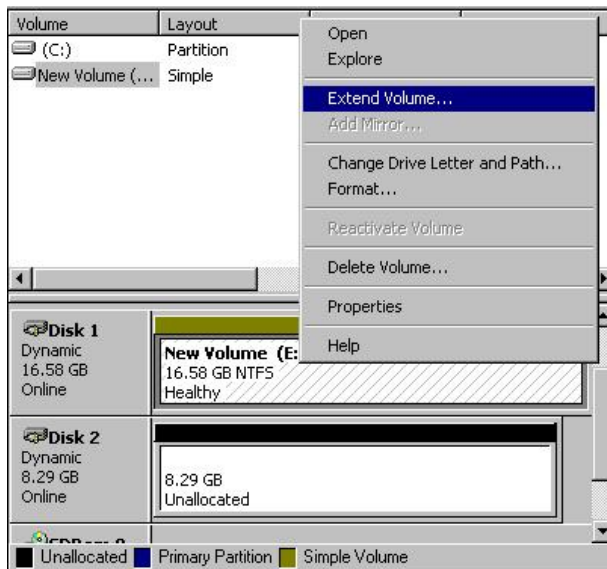 Volume Layout
(C:) Partition
New Volume (... Simple
Open
Explore
Extend Volume...
Add Mirror...
Change Drive Letter and Path...
Format...
Reactivate Volume
Delete Volume...
Properties
Help
Disk 1
Dynamic
16.58 GB
Online
New Volume (E:
16.58 GB NTFS
Healthy
Disk 2
Dynamic
8.29 GB
Online
8.29 GB
Unallocated
Unallocated Primary Partition Simple Volume